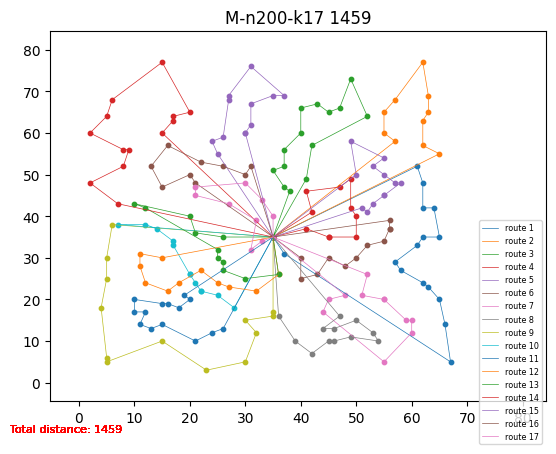 M-n200-k17 1459
80
70
60
50
40
30
20
10
0
0
10
20
30
40
50
60
70
80
route 1
route 2
route 3
route 4
route 5
route 6
route 7
route 8
route 9
route 10
route 11
route 12
route 13
route 14
route 15
route 16
route 17
Total distance: 1459